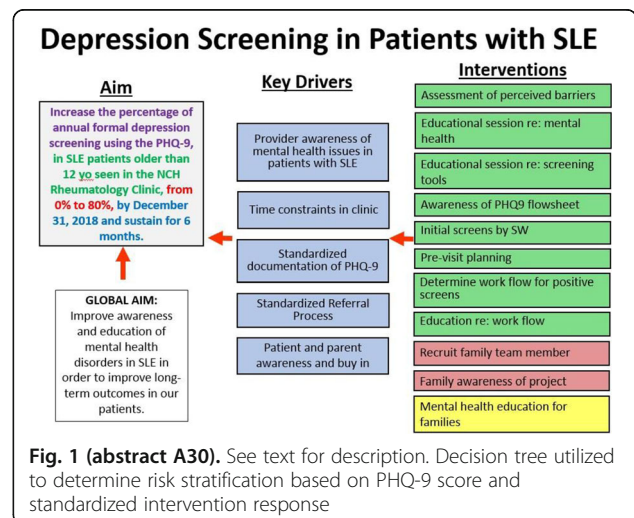 Depression Screening in Patients with SLE
Aim
Increase the percentage of
annual formal depression
screening using the PHQ-9,
in SLE patients older than
12 yo seen in the NCH
Rheumatology Clinic, from
0% to 80%, by December
31, 2018 and sustain for 6
months.
GLOBAL AIM:
Improve awareness
and education of
mental health
disorders in SLE in
order to improve long-
term outcomes in our
patients.
Key Drivers
Provider awareness of
mental health issues in
patients with SLE
Time constraints in clinic
Standardized
documentation of PHQ-9
Standardized Referral
Process
Patient and parent
awareness and buy in
Interventions
Assessment of perceived barriers
Educational session re: mental
health
Educational session re: screening
tools
Awareness of PHQ9 flowsheet
Initial screens by SW
Pre-visit planning
Determine work flow for positive
screens
Education re: work flow
Recruit family team member
Family awareness of project
Mental health education for
families
Fig. 1 (abstract A30). See text for description. Decision tree utilized
to determine risk stratification based on PHQ-9 score and
standardized intervention response